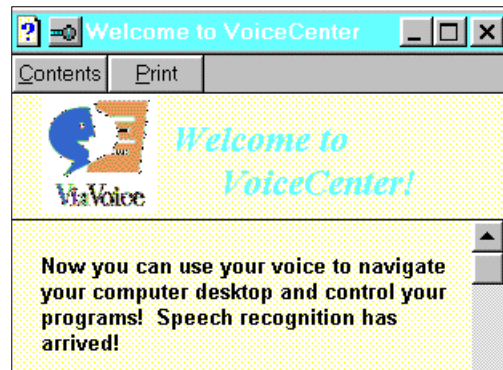 Welcome to VoiceCenter
Contents Print
Welcome to
VoiceCenter!
ViaVoice
Now you can use your voice to navigate
your computer desktop and control your
programs!  Speech recognition has
arrived!